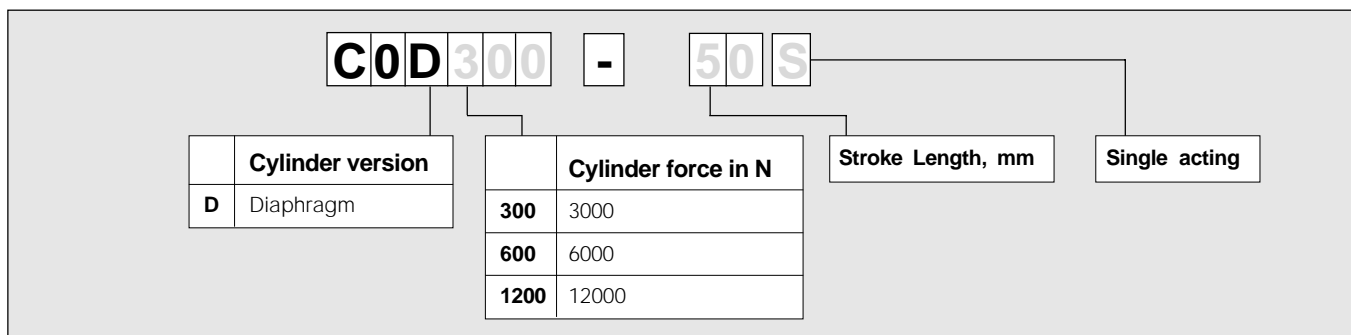 C0D300 - 50S
Cylinder version
D Diaphragm
Cylinder force in N
300 3000
600 6000
1200 12000
Stroke Length, mm
Single acting